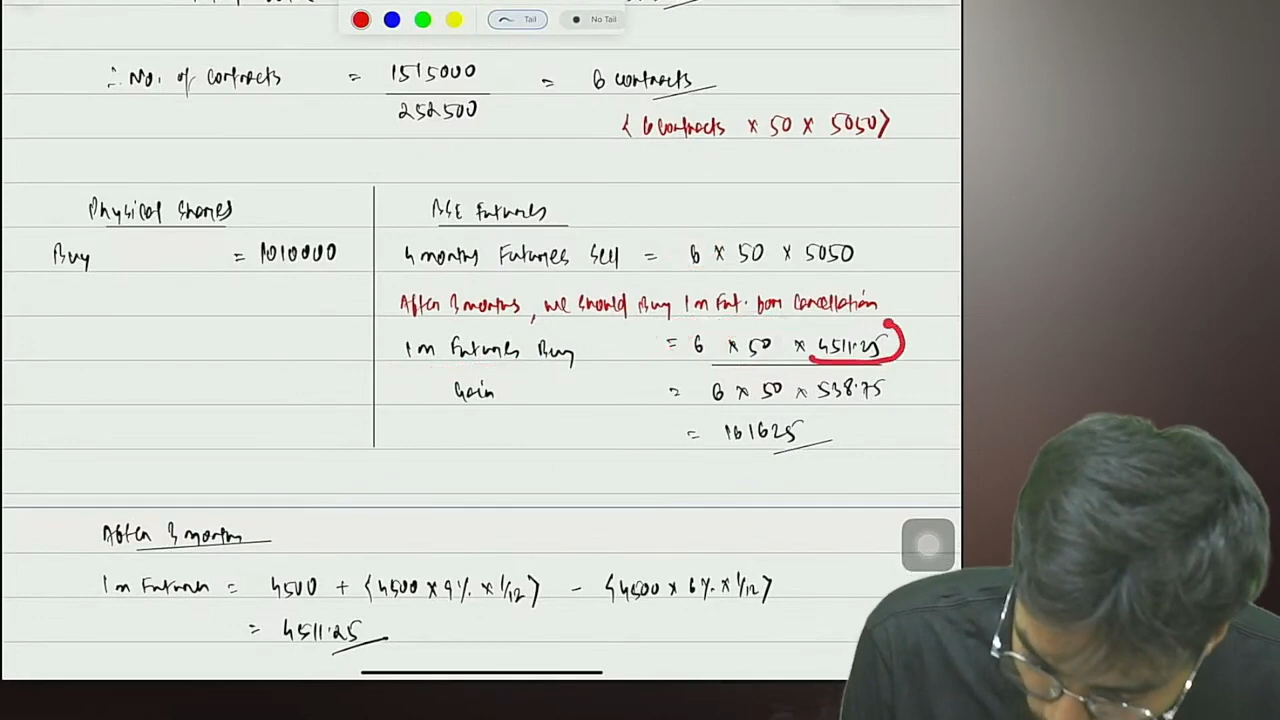 Tail No Tail
∴ No. of contracts = 1515000 / 252500 = 6 contracts
{ 6 contracts × 50 × 5050 }
Physical Shares
BSE Futures
Buy = 1010000
4 months Futures Sell = 6 × 50 × 5050
After 3 months, we should Buy 1m Fut. for Cancellation
1m Futures Buy = 6 × 50 × 4511.25
Gain = 6 × 50 × 538.75
= 161625
After 3 months
1m Futures = 4500 + {4500 × 9% × 1/12} - {4500 × 6% × 1/12}
= 4511.25